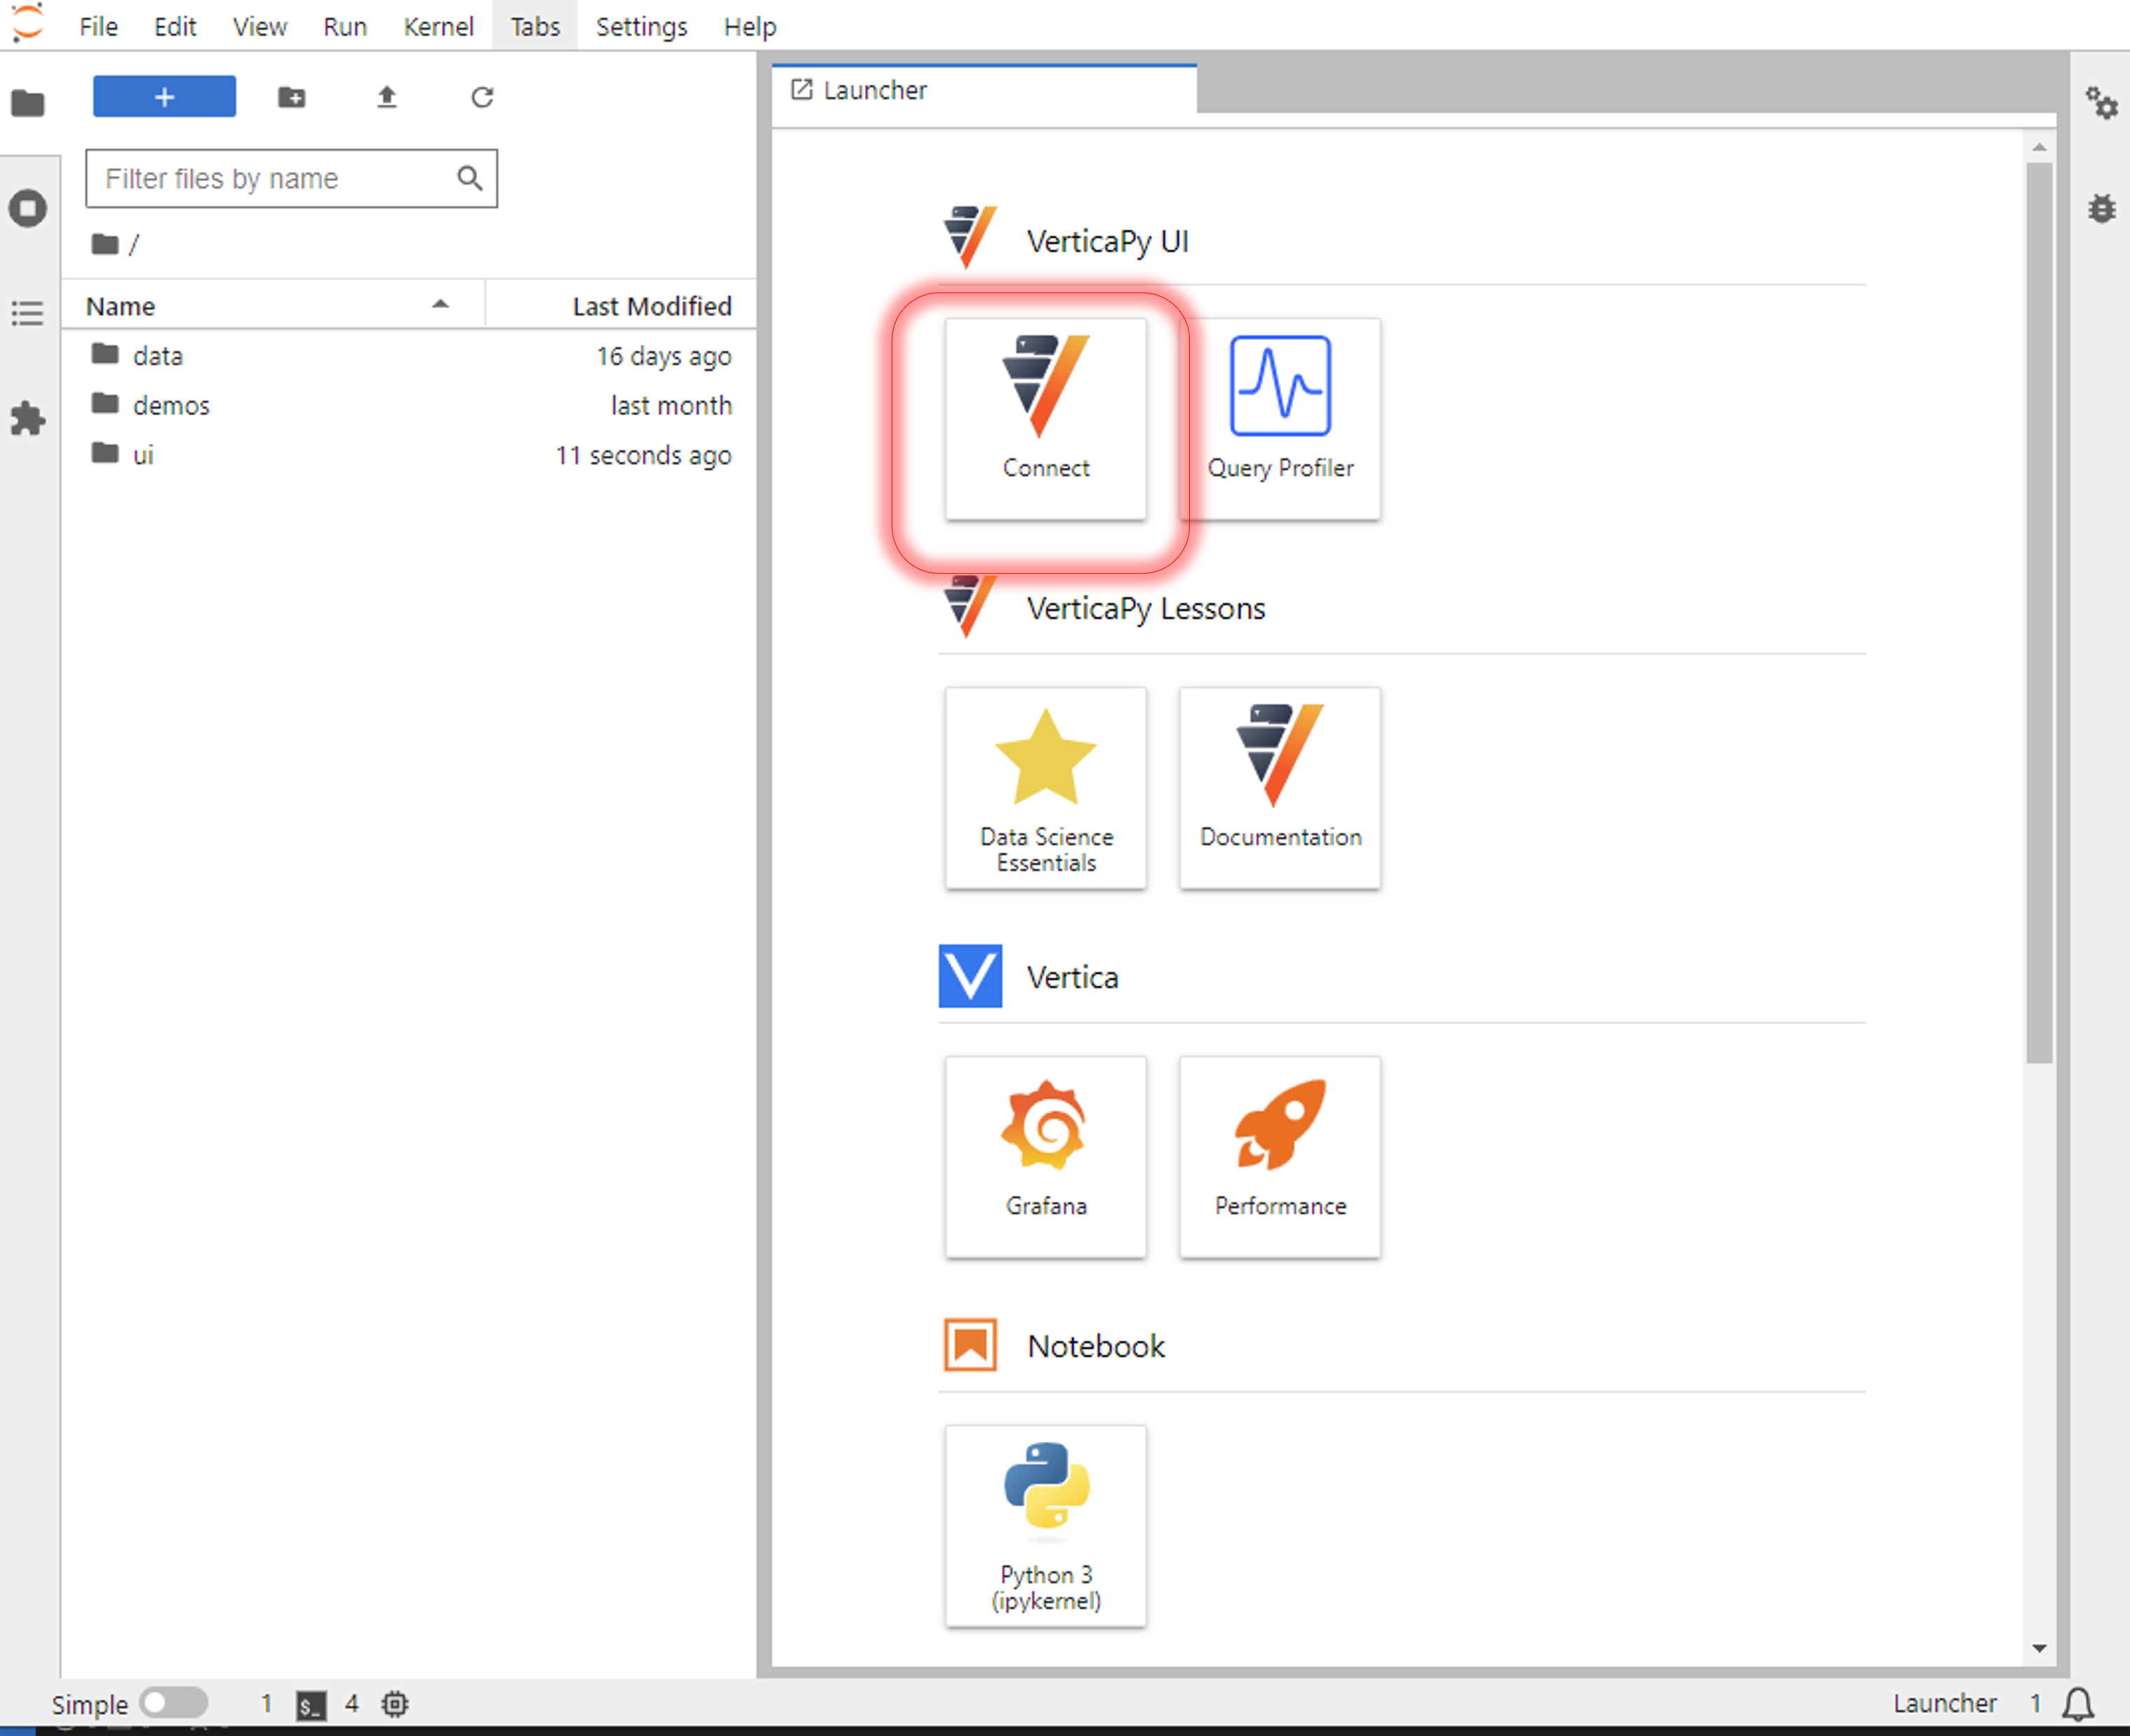 File Edit View Run Kernel Tabs Settings Help
+
Filter files by name
/
Name Last Modified
data 16 days ago
demos last month
ui 11 seconds ago
Launcher
VerticaPy UI
Connect
Query Profiler
VerticaPy Lessons
Data Science
Essentials
Documentation
Vertica
Grafana
Performance
Notebook
Python 3
(ipykernel)
Simple 1 $_ 4
Launcher 1